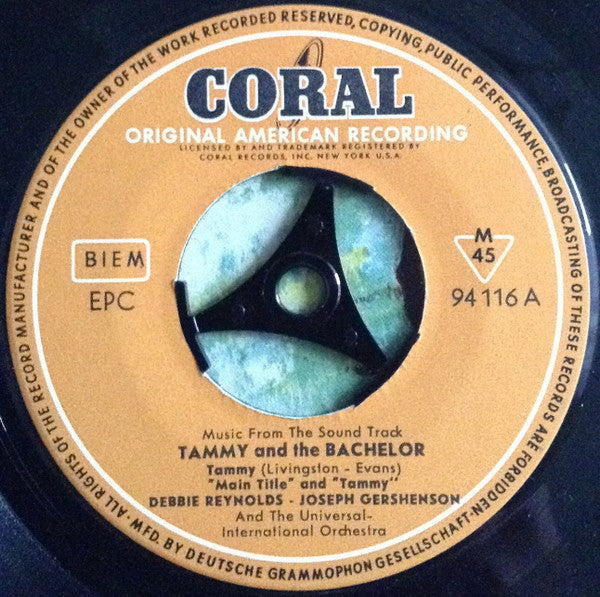 ALL RIGHTS OF THE RECORD MANUFACTURER AND OF THE OWNER OF THE WORK RECORDED RESERVED, COPYING, PUBLIC PERFORMANCE, BROADCASTING OF THESE RECORDS ARE FORBIDDEN-
CORAL
ORIGINAL AMERICAN RECORDING
LICENSED BY AND TRADEMARK REGISTERED BY
CORAL RECORDS, INC. NEW YORK U.S.A.
BIEM
EPC
M
45
94 116 A
Music From The Sound Track
TAMMY and the BACHELOR
Tammy (Livingston - Evans)
"Main Title" and "Tammy"
DEBBIE REYNOLDS - JOSEPH GERSHENSON
And The Universal-
International Orchestra
-MFD. BY DEUTSCHE GRAMMOPHON GESELLSCHAFT-